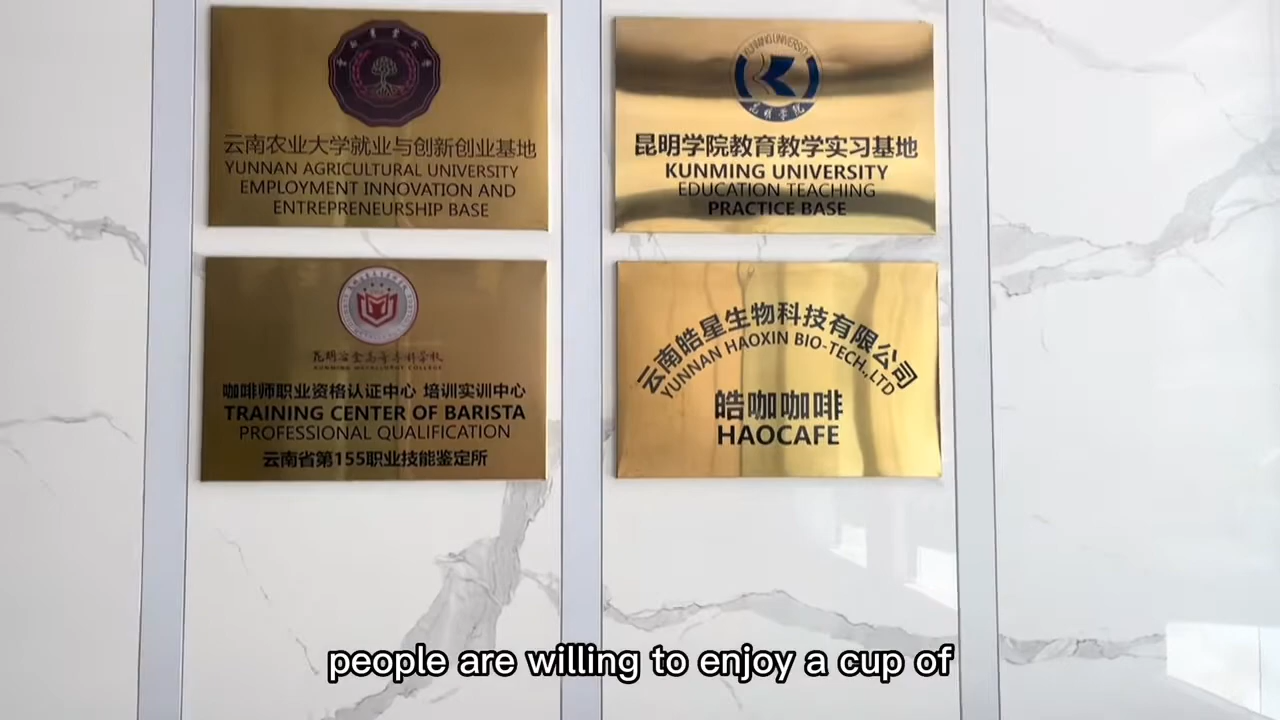 云南农业大学就业与创新创业基地
YUNNAN AGRICULTURAL UNIVERSITY
EMPLOYMENT INNOVATION AND
ENTREPRENEURSHIP BASE
KUNMING UNIVERSITY
昆明学院
昆明学院教育教学实习基地
KUNMING UNIVERSITY
EDUCATION TEACHING
PRACTICE BASE
昆明冶金高等专科学校
KUNMING METALLURGY COLLEGE
咖啡师职业资格认证中心 培训实训中心
TRAINING CENTER OF BARISTA
PROFESSIONAL QUALIFICATION
云南省第155职业技能鉴定所
云南皓星生物科技有限公司
YUNNAN HAOXIN BIO-TECH.,LTD
皓咖咖啡
HAOCAFE
people are willing to enjoy a cup of